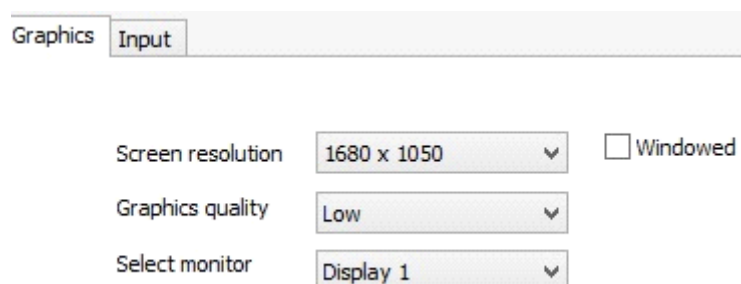 Graphics Input
Screen resolution 1680 x 1050 Windowed
Graphics quality Low
Select monitor Display 1